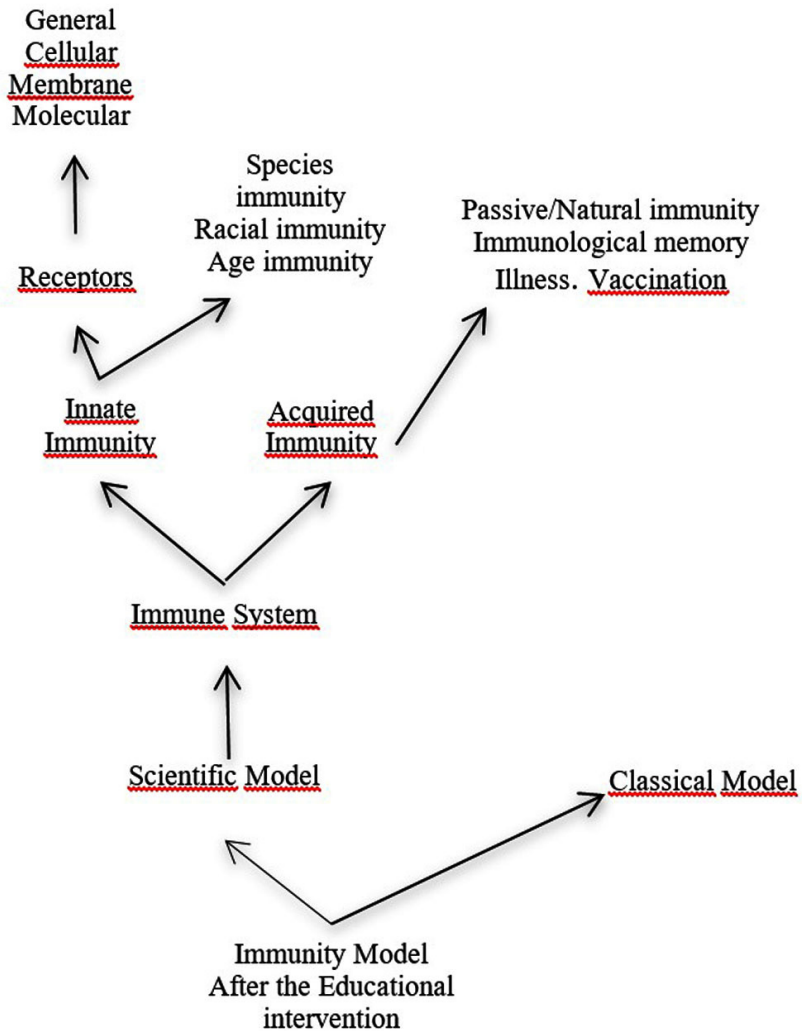 General
Cellular
Membrane
Molecular
Species
immunity
Racial immunity
Age immunity
Passive/Natural immunity
Immunological memory
Illness. Vaccination
Receptors
Innate
Immunity
Acquired
Immunity
Immune System
Scientific Model
Classical Model
Immunity Model
After the Educational
intervention